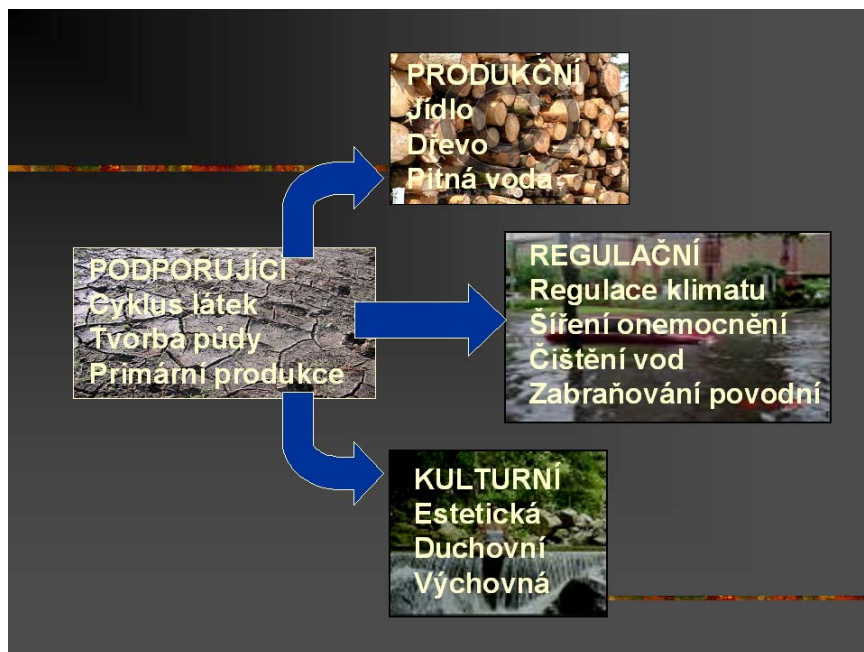 PRODUKČNÍ
Jídlo
Dřevo
Pitná voda
PODPORUJÍCÍ
Cyklus látek
Tvorba půdy
Primární produkce
REGULAČNÍ
Regulace klimatu
Šíření onemocnění
Čištění vod
Zabraňování povodní
KULTURNÍ
Estetická
Duchovní
Výchovná